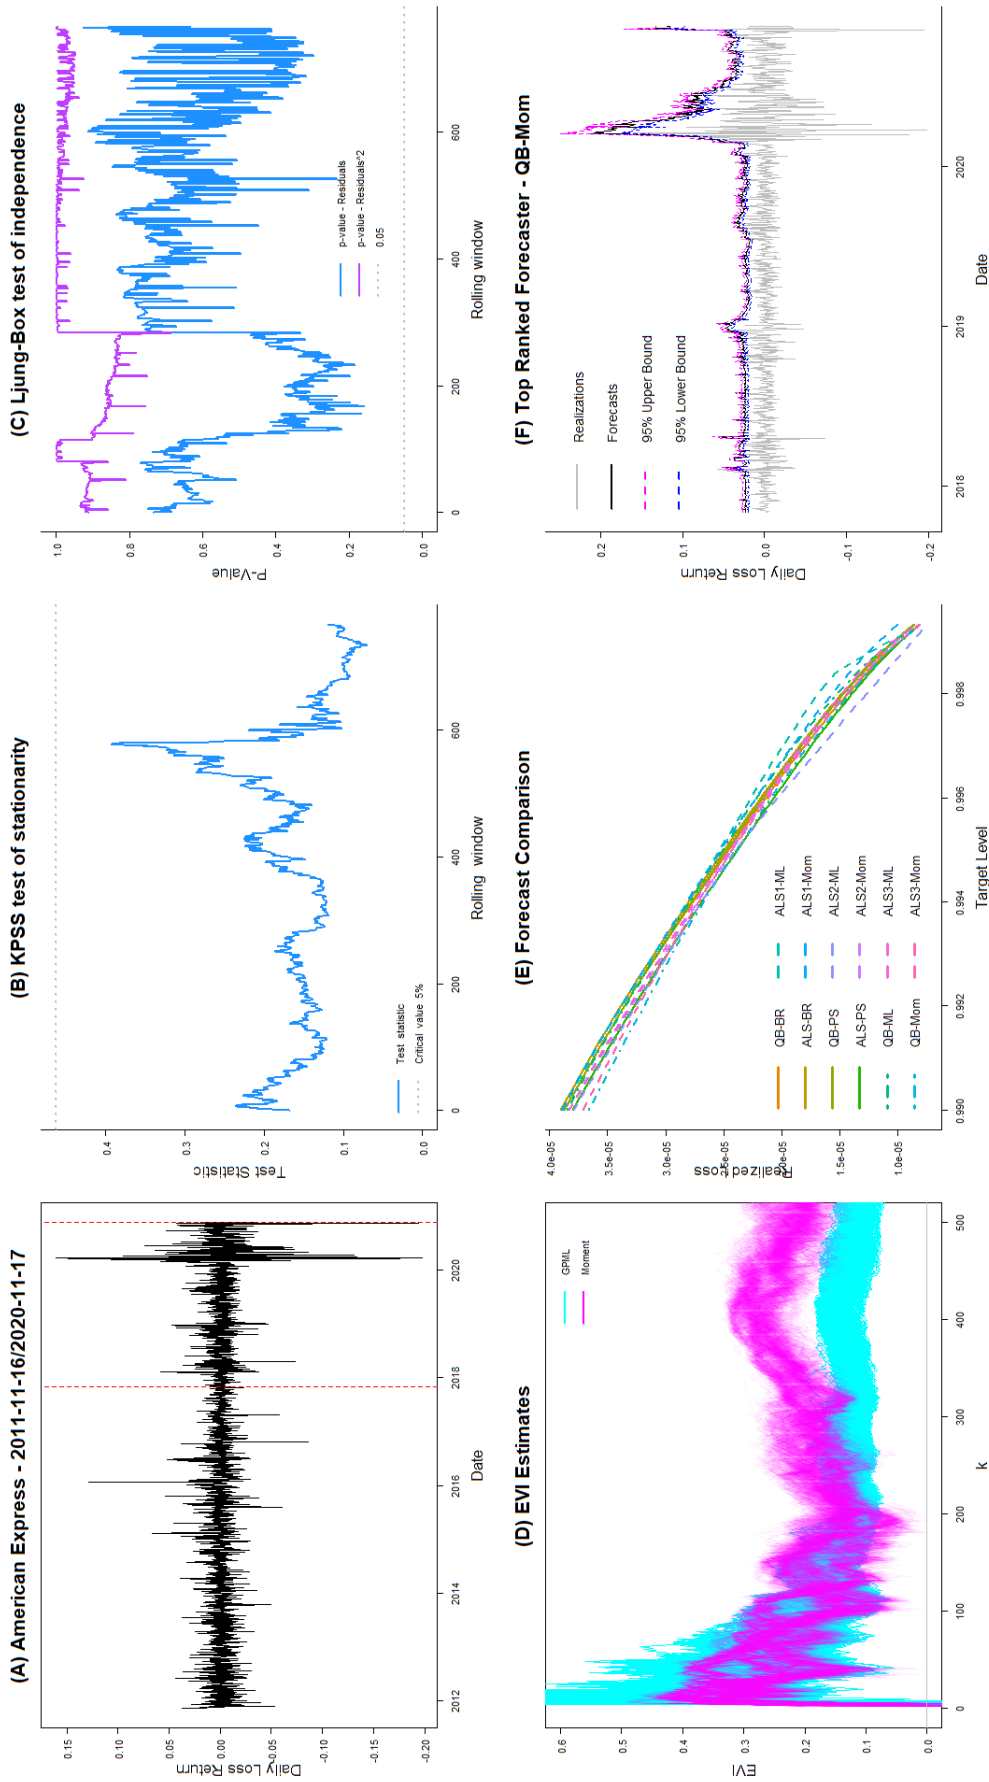 (A) American Express - 2011-11-16/2020-11-17
Daily Loss Return
0.15
0.10
0.05
0.00
-0.05
-0.10
-0.15
-0.20
2012
2014
2016
2018
2020
Date
(B) KPSS test of stationarity
Test Statistic
0.4
0.3
0.2
0.1
0.0
Test statistic
Critical value 5%
0
200
400
600
Rolling window
(C) Ljung-Box test of independence
P-Value
1.0
0.8
0.6
0.4
0.2
0.0
p-value - Residuals
p-value - Residuals^2
0.05
0
200
400
600
Rolling window
(D) EVI Estimates
EVI
0.6
0.5
0.4
0.3
0.2
0.1
0.0
GPML
Moment
0
100
200
300
400
500
k
(E) Forecast Comparison
Realized Loss
4.0e-05
3.5e-05
3.0e-05
2.5e-05
2.0e-05
1.5e-05
1.0e-05
QB-BR
ALS-BR
QB-PS
ALS-PS
QB-ML
QB-Mom
ALS1-ML
ALS1-Mom
ALS2-ML
ALS2-Mom
ALS3-ML
ALS3-Mom
0.990
0.992
0.994
0.996
0.998
Target Level
(F) Top Ranked Forecaster - QB-Mom
Daily Loss Return
0.2
0.1
0.0
-0.1
-0.2
Realizations
Forecasts
95% Upper Bound
95% Lower Bound
2018
2019
2020
Date